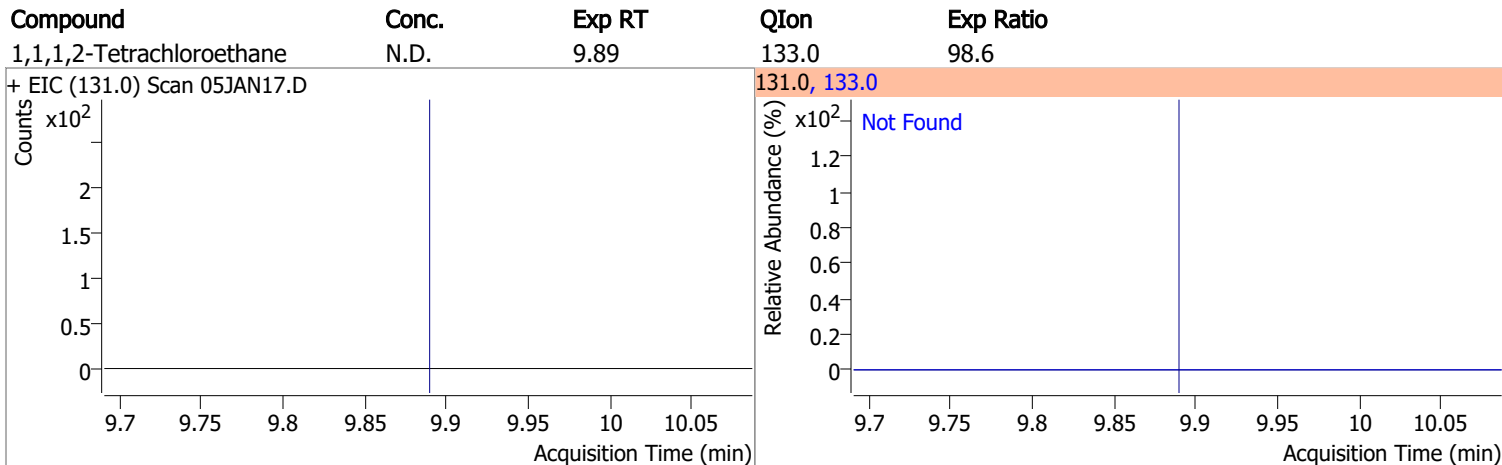 Compound Conc. Exp RT QIon Exp Ratio
1,1,1,2-Tetrachloroethane N.D. 9.89 133.0 98.6
+ EIC (131.0) Scan 05JAN17.D
Counts
x10²
2
1.5
1
0.5
0
9.7 9.75 9.8 9.85 9.9 9.95 10 10.05
Acquisition Time (min)
131.0, 133.0
Relative Abundance (%)
x10²
Not Found
1.2
1
0.8
0.6
0.4
0.2
0
9.7 9.75 9.8 9.85 9.9 9.95 10 10.05
Acquisition Time (min)